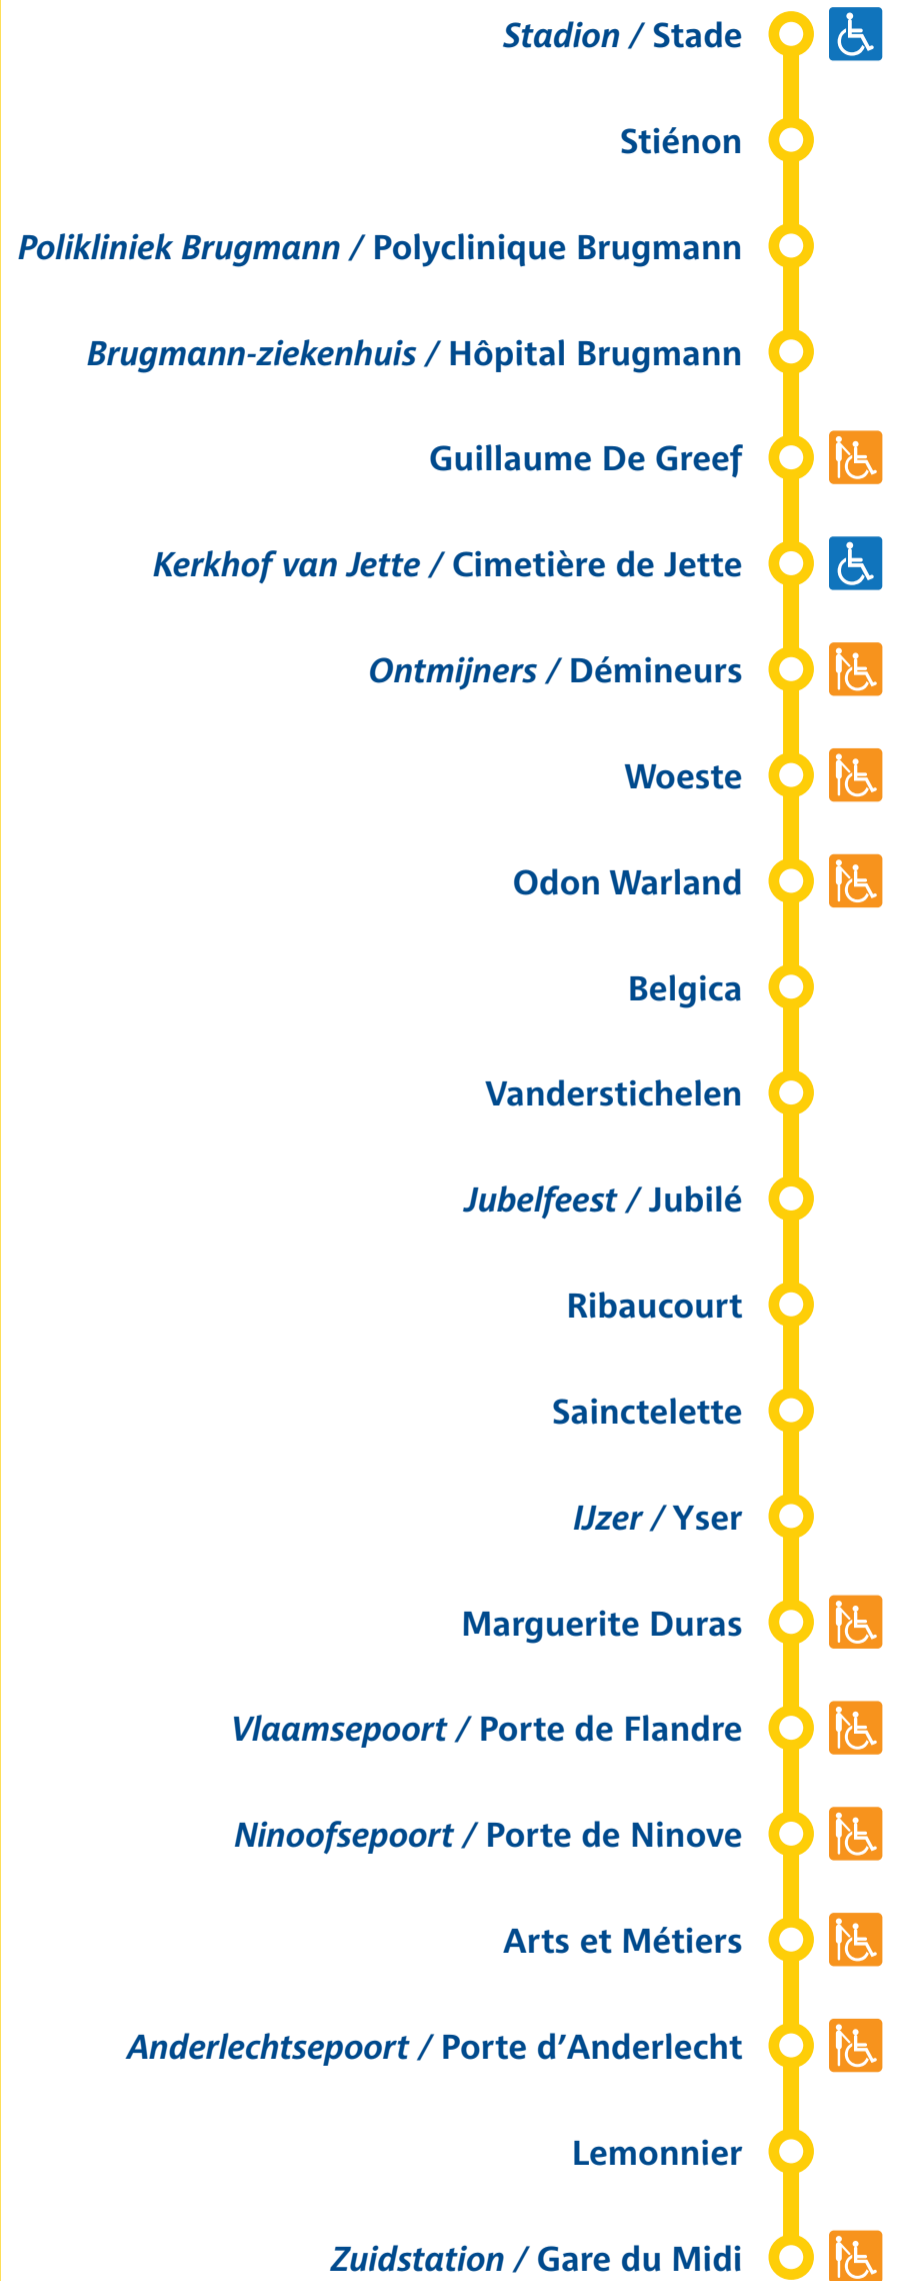 Stadion / Stade
Stiénon
Polikliniek Brugmann / Polyclinique Brugmann
Brugmann-ziekenhuis / Hôpital Brugmann
Guillaume De Greef
Kerkhof van Jette / Cimetière de Jette
Ontmijners / Démineurs
Woeste
Odon Warland
Belgica
Vanderstichelen
Jubelfeest / Jubilé
Ribaucourt
Sainctelette
IJzer / Yser
Marguerite Duras
Vlaamsepoort / Porte de Flandre
Ninoofsepoort / Porte de Ninove
Arts et Métiers
Anderlechtsepoort / Porte d’Anderlecht
Lemonnier
Zuidstation / Gare du Midi